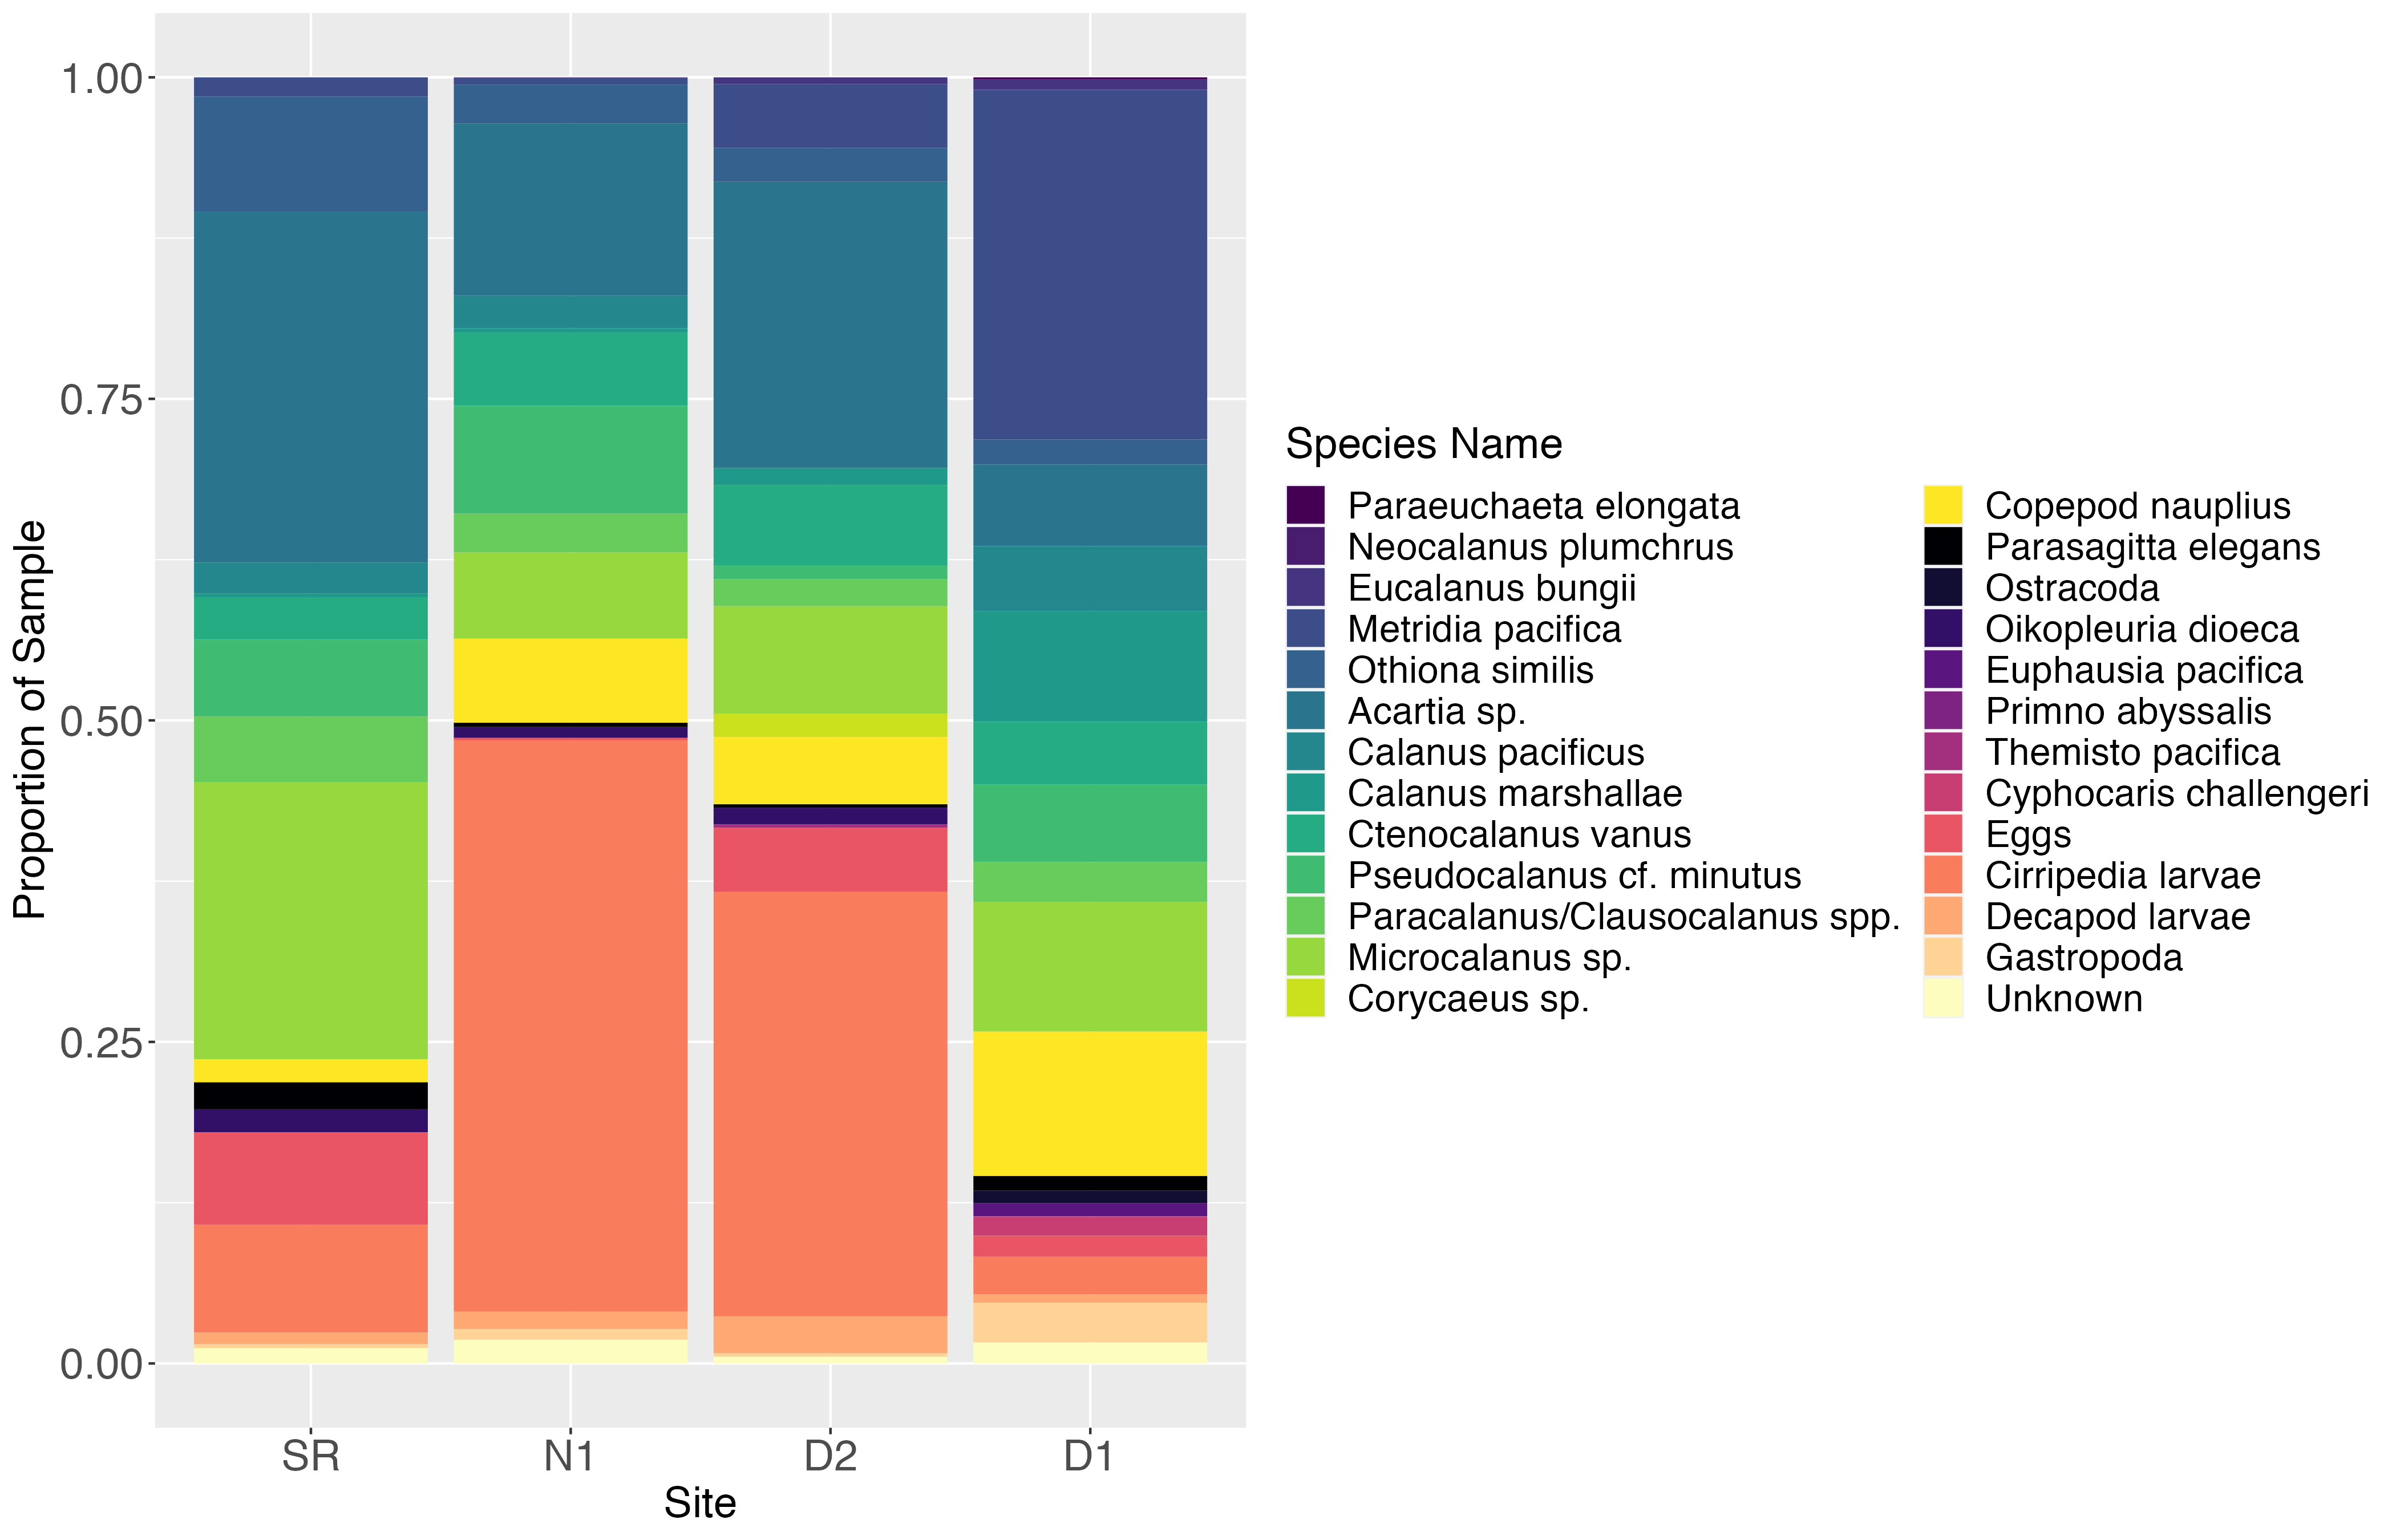 1.00
0.75
0.50
0.25
0.00
Proportion of Sample
SR N1 D2 D1
Site
Species Name
Paraeuchaeta elongata
Neocalanus plumchrus
Eucalanus bungii
Metridia pacifica
Othiona similis
Acartia sp.
Calanus pacificus
Calanus marshallae
Ctenocalanus vanus
Pseudocalanus cf. minutus
Paracalanus/Clausocalanus spp.
Microcalanus sp.
Corycaeus sp.
Copepod nauplius
Parasagitta elegans
Ostracoda
Oikopleuria dioeca
Euphausia pacifica
Primno abyssalis
Themisto pacifica
Cyphocaris challengeri
Eggs
Cirripedia larvae
Decapod larvae
Gastropoda
Unknown